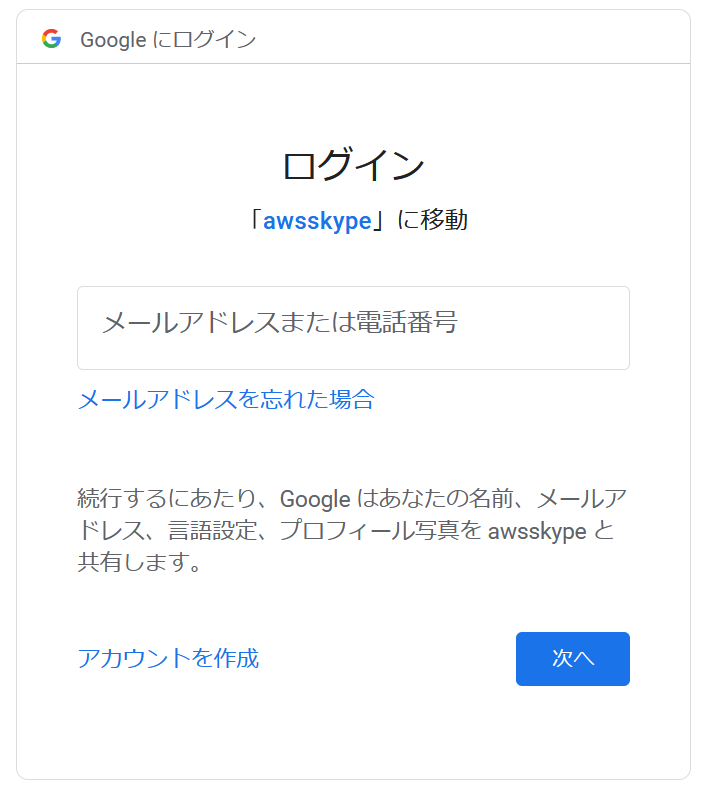 Google にログイン
ログイン
「awsskype」に移動
メールアドレスまたは電話番号
メールアドレスを忘れた場合
続行するにあたり、Google はあなたの名前、メールア
ドレス、言語設定、プロフィール写真を awsskype と
共有します。
アカウントを作成
次へ